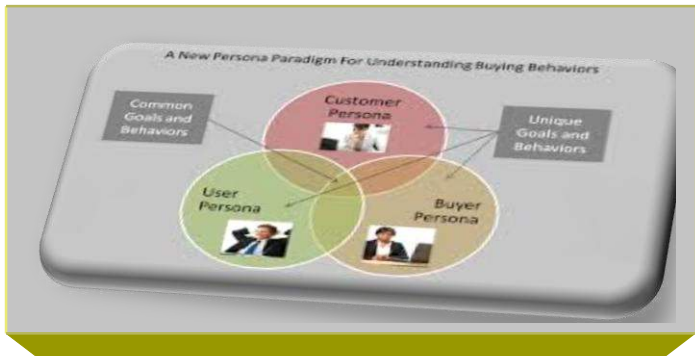 A New Persona Paradigm For Understanding Buying Behaviors
Common
Goals and
Behaviors
Customer
Persona
Unique
Goals and
Behaviors
User
Persona
Buyer
Persona